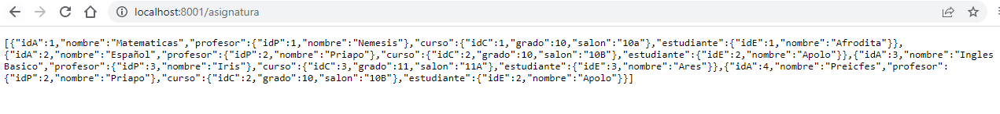 localhost:8001/asignatura
[{"idA":1,"nombre":"Matematicas","profesor":{"idP":1,"nombre":"Nemesis"},"curso":{"idC":1,"grado":10,"salon":"10a"},"estudiante":{"idE":1,"nombre":"Afrodita"}},
{"idA":2,"nombre":"Español","profesor":{"idP":2,"nombre":"Priapo"},"curso":{"idC":2,"grado":10,"salon":"10B"},"estudiante":{"idE":2,"nombre":"Apolo"}},{"idA":3,"nombre":"Ingles
Basico","profesor":{"idP":3,"nombre":"Iris"},"curso":{"idC":3,"grado":11,"salon":"11A"},"estudiante":{"idE":3,"nombre":"Ares"}},{"idA":4,"nombre":"Preicfes","profesor":
{"idP":2,"nombre":"Priapo"},"curso":{"idC":2,"grado":10,"salon":"10B"},"estudiante":{"idE":2,"nombre":"Apolo"}}]